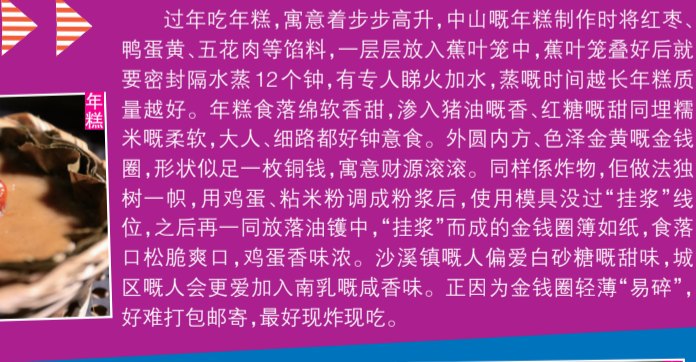 过年吃年糕，寓意着步步高升，中山嘅年糕制作时将红枣、
鸭蛋黄、五花肉等馅料，一层层放入蕉叶笼中，蕉叶笼叠好后就
要密封隔水蒸12个钟，有专人睇火加水，蒸嘅时间越长年糕质
量越好。年糕食落绵软香甜，渗入猪油嘅香、红糖嘅甜同埋糯
米嘅柔软，大人、细路都好钟意食。外圆内方、色泽金黄嘅金钱
圈，形状似足一枚铜钱，寓意财源滚滚。同样係炸物，佢做法独
树一帜，用鸡蛋、粘米粉调成粉浆后，使用模具没过“挂浆”线
位，之后再一同放落油镬中，“挂浆”而成的金钱圈簿如纸，食落
口松脆爽口，鸡蛋香味浓。沙溪镇嘅人偏爱白砂糖嘅甜味，城
区嘅人会更爱加入南乳嘅咸香味。正因为金钱圈轻薄“易碎”，
好难打包邮寄，最好现炸现吃。
年糕